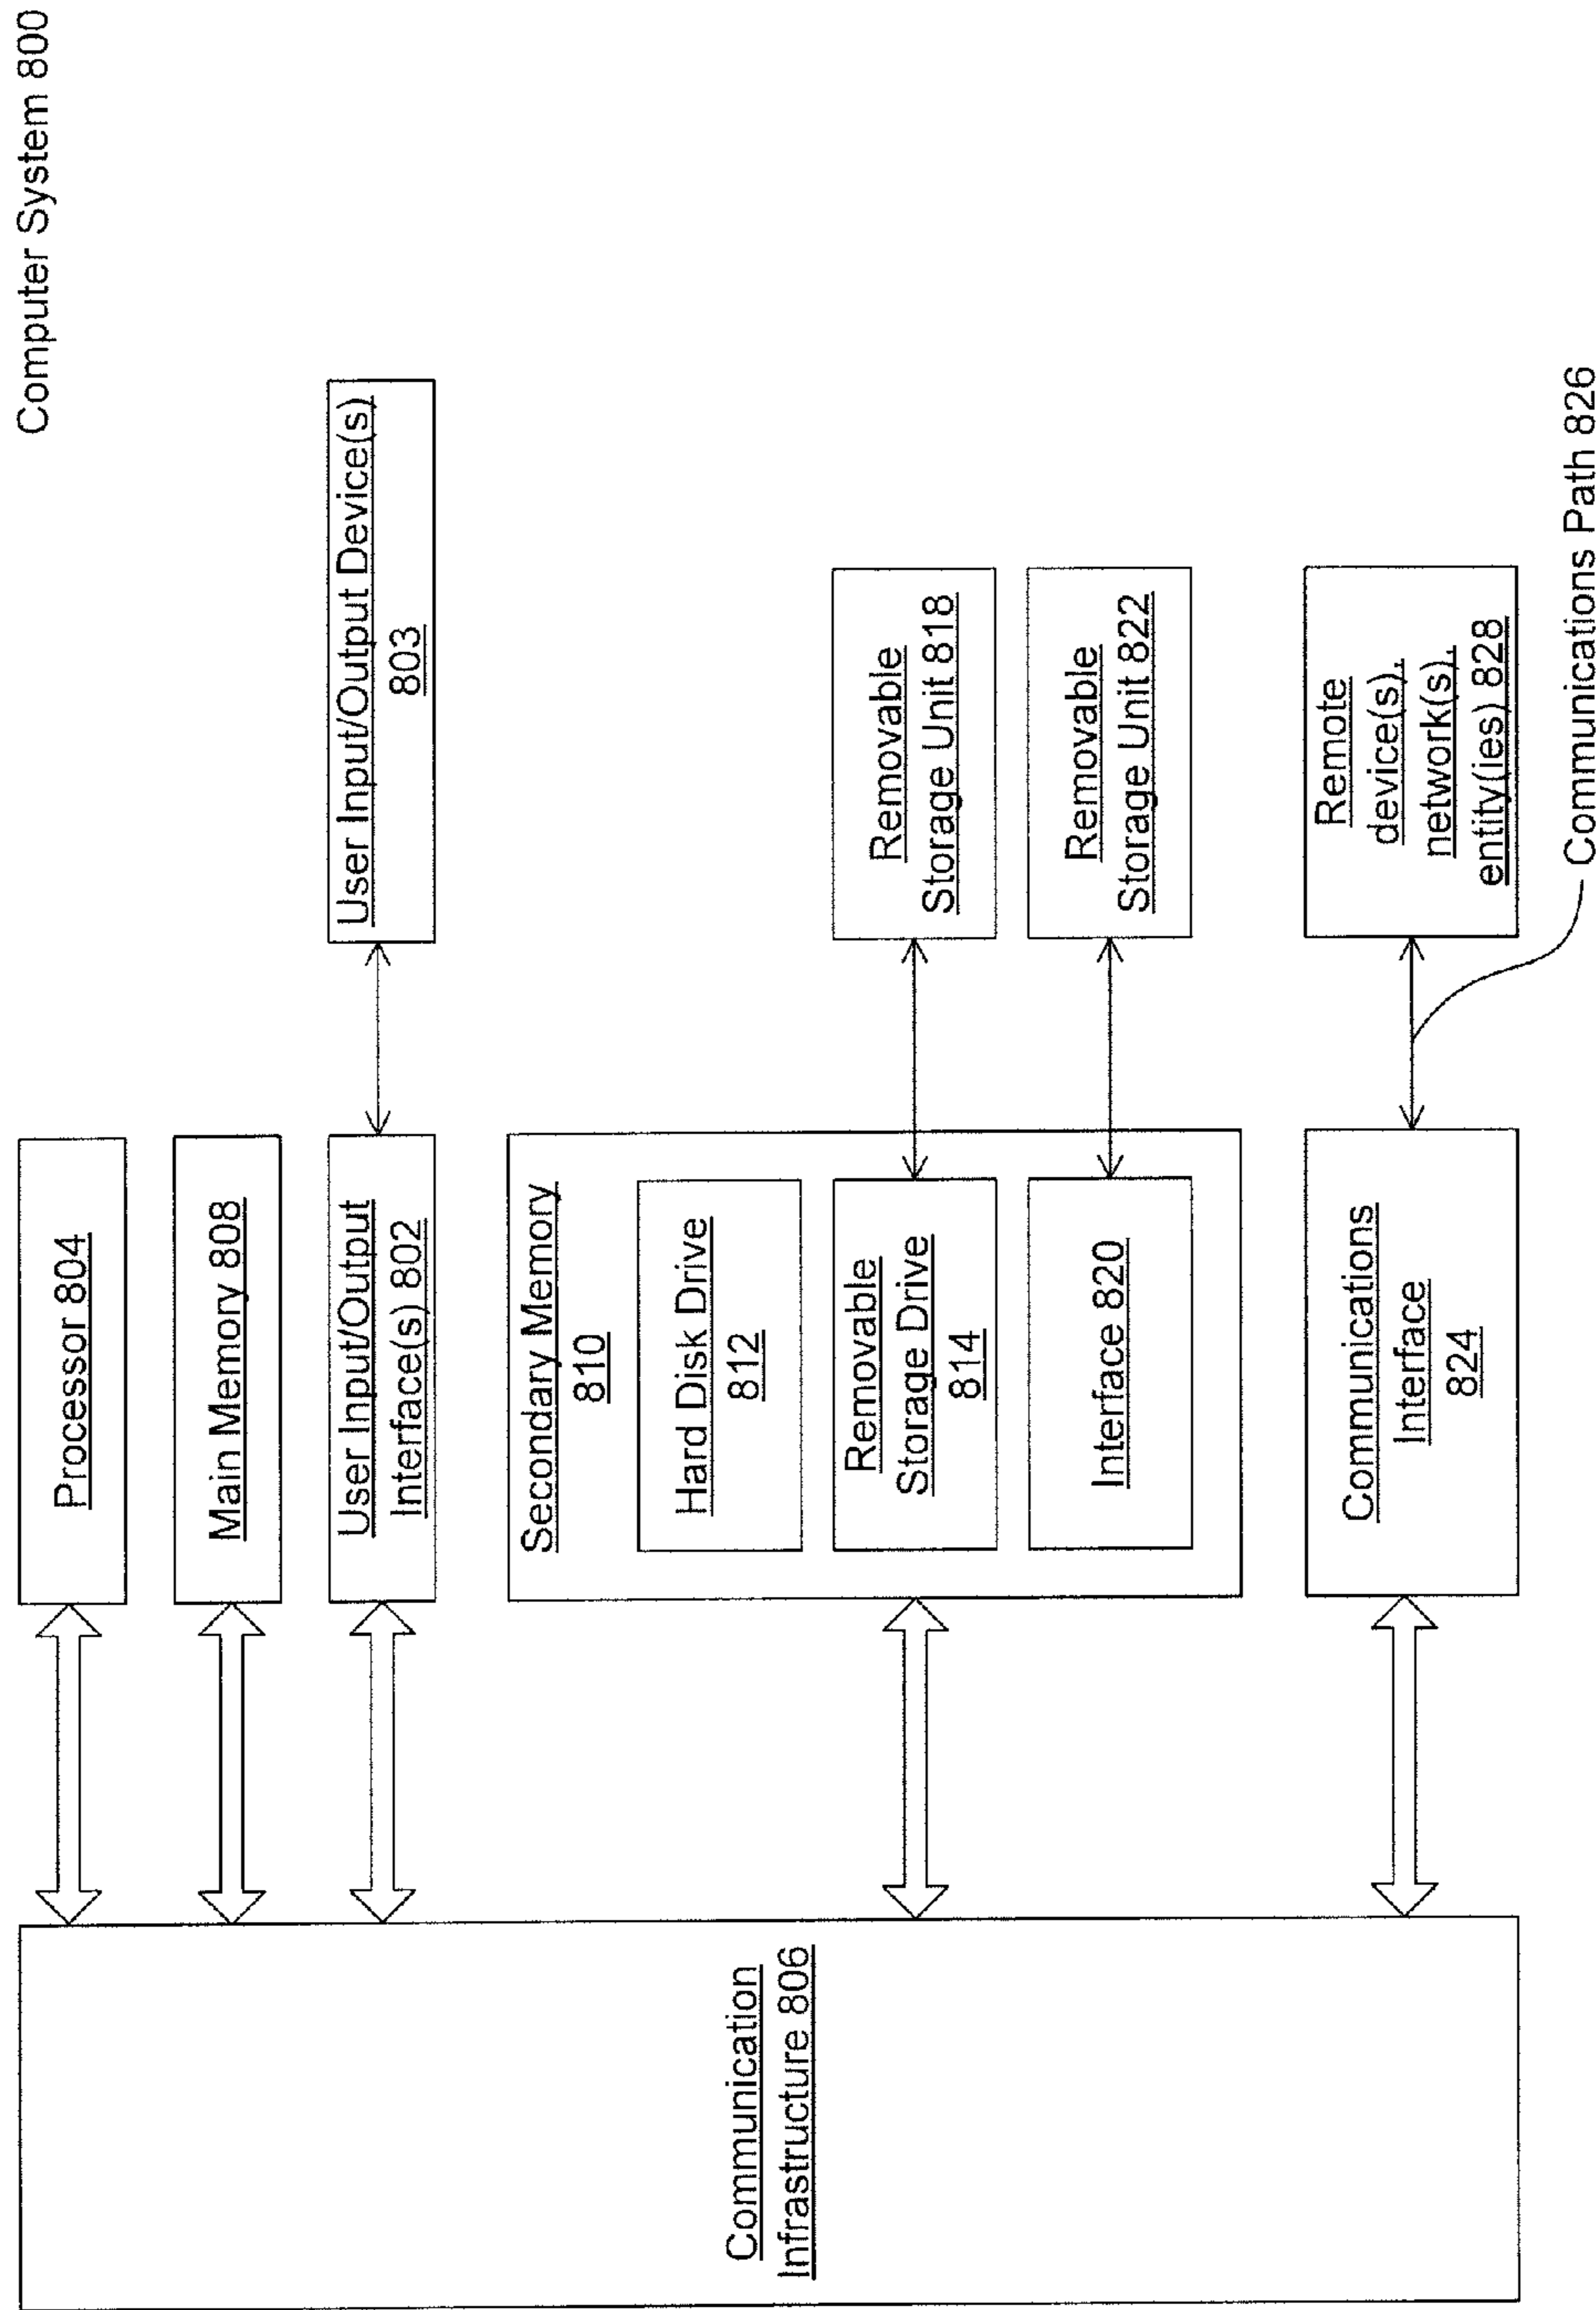 Computer System 800
Processor 804
Main Memory 808
User Input/Output
Interface(s) 802
User Input/Output Device(s)
803
Secondary Memory
810
Hard Disk Drive
812
Removable
Storage Drive
814
Interface 820
Removable
Storage Unit 818
Removable
Storage Unit 822
Communication
Infrastructure 806
Communications
Interface
824
Remote
device(s),
network(s),
entity(ies) 828
Communications Path 826